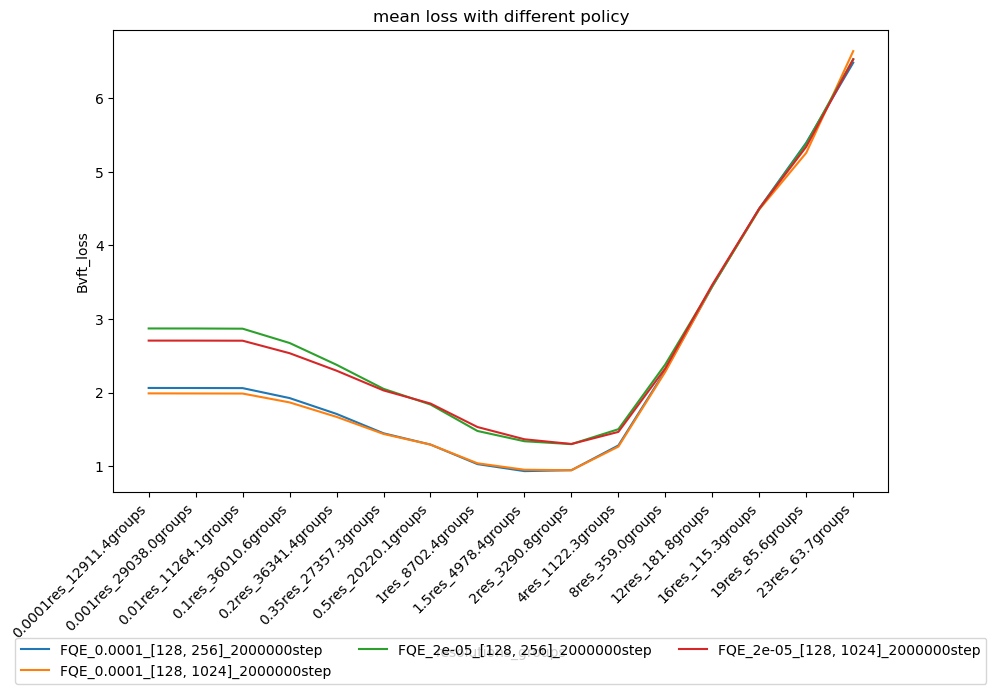 mean loss with different policy
Bvft_loss
6
5
4
3
2
1
0.0001res_12911.4groups
0.001res_29038.0groups
0.01res_11264.1groups
0.1res_36010.6groups
0.2res_36341.4groups
0.35res_27357.3groups
0.5res_20220.1groups
1res_8702.4groups
1.5res_4978.4groups
2res_3290.8groups
4res_1122.3groups
8res_359.0groups
12res_181.8groups
16res_115.3groups
19res_85.6groups
23res_63.7groups
FQE_0.0001_[128, 256]_2000000step
FQE_0.0001_[128, 1024]_2000000step
FQE_2e-05_[128, 256]_2000000step
FQE_2e-05_[128, 1024]_2000000step